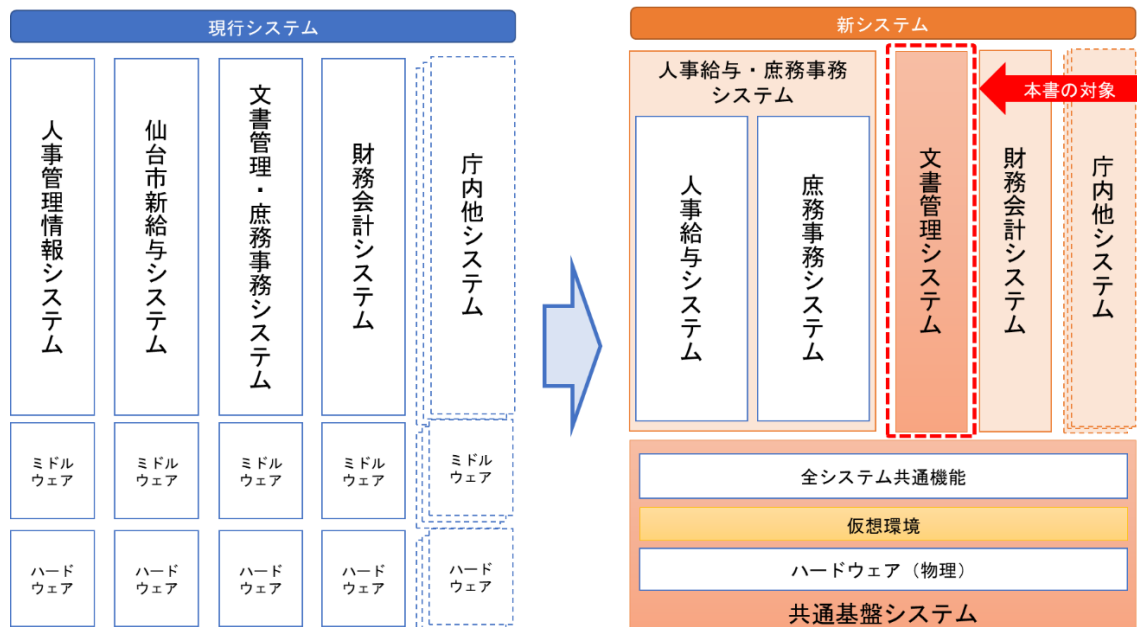 現行システム
人事管理情報システム
仙台市新給与システム
文書管理・庶務事務システム
財務会計システム
庁内他システム
ミドル
ウェア
ミドル
ウェア
ミドル
ウェア
ミドル
ウェア
ミドル
ウェア
ハード
ウェア
ハード
ウェア
ハード
ウェア
ハード
ウェア
ハード
ウェア
新システム
人事給与・庶務事務
システム
人事給与システム
庶務事務システム
文書管理システム
本書の対象
財務会計システム
庁内他システム
全システム共通機能
仮想環境
ハードウェア（物理）
共通基盤システム